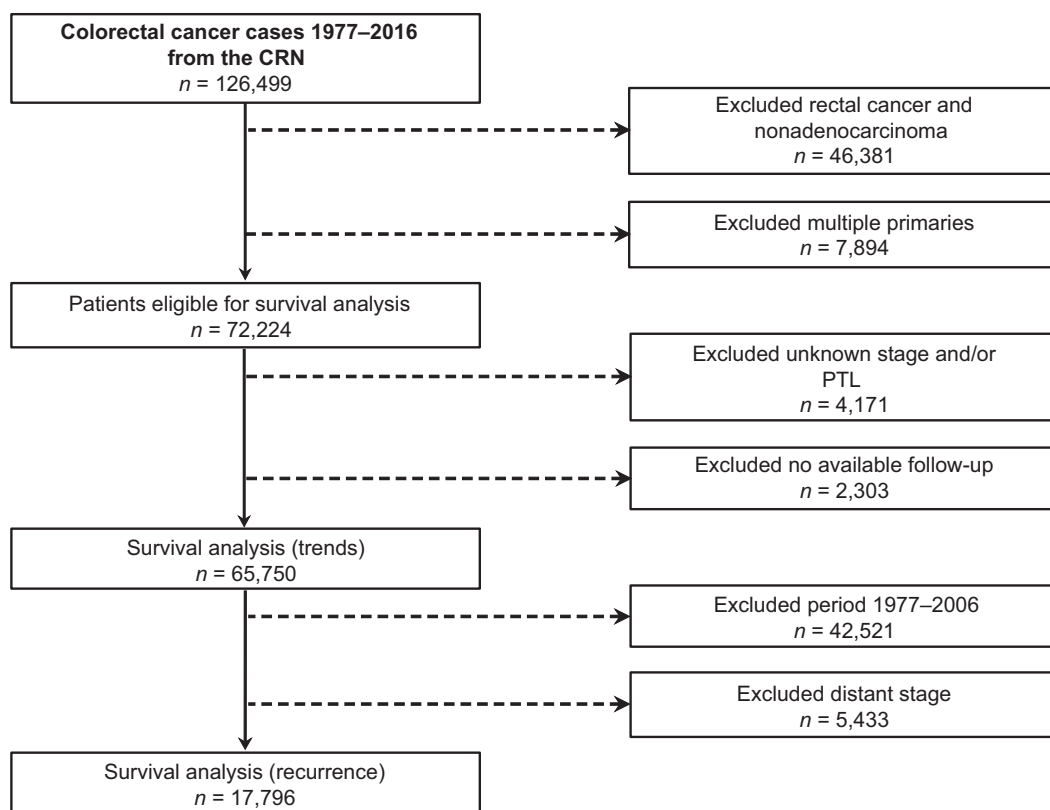 Colorectal cancer cases 1977–2016
from the CRN
n = 126,499
Excluded rectal cancer and
nonadenocarcinoma
n = 46,381
Excluded multiple primaries
n = 7,894
Patients eligible for survival analysis
n = 72,224
Excluded unknown stage and/or
PTL
n = 4,171
Excluded no available follow-up
n = 2,303
Survival analysis (trends)
n = 65,750
Excluded period 1977–2006
n = 42,521
Excluded distant stage
n = 5,433
Survival analysis (recurrence)
n = 17,796